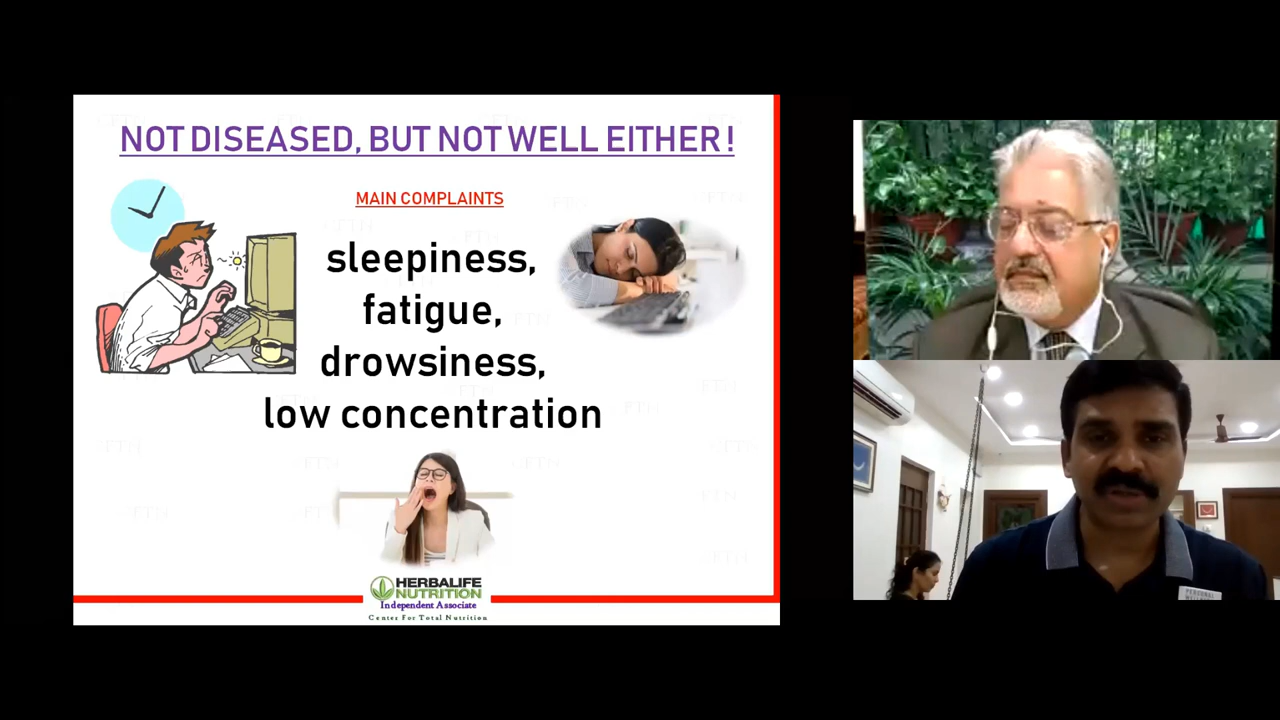 NOT DISEASED, BUT NOT WELL EITHER !
MAIN COMPLAINTS
sleepiness,
fatigue,
drowsiness,
low concentration
HERBALIFE
NUTRITION
Independent Associate
Center For Total Nutrition
PERSONAL